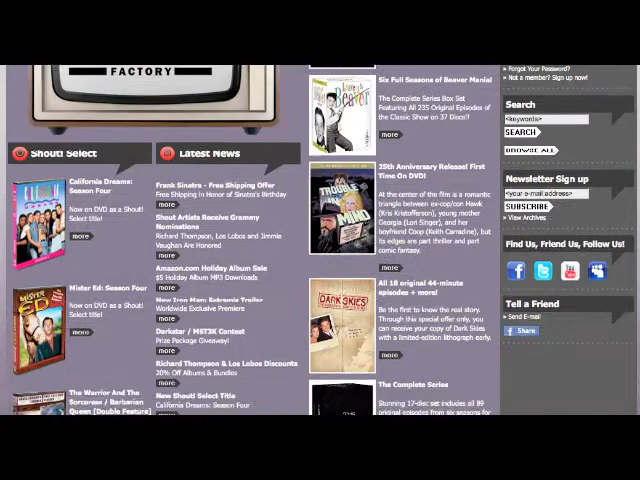 FACTORY
Shout! Select
California Dreams:
Season Four
Now on DVD as a Shout!
Select title!
more
MISTER
ED
Mister Ed: Season Four
Now on DVD as a Shout!
Select title!
more
The Warrior And The
Sorceress / Barbarian
Queen [Double Feature]
Latest News
Frank Sinatra - Free Shipping Offer
Free Shipping in Honor of Sinatra's Birthday
more
Shout Artists Receive Grammy
Nominations
Richard Thompson, Los Lobos and Jimmie
Vaughan Are Honored
more
Amazon.com Holiday Album Sale
$5 Holiday Album MP3 Downloads
more
New Iron Man: Extremis Trailer
Worldwide Exclusive Premiere
more
Darkstar / MST3K Contest
Prize Package Giveaway!
more
Richard Thompson & Los Lobos Discounts
20% Off Albums & Bundles
more
New Shout! Select Title
California Dreams: Season Four
more
Beaver
Six Full Seasons of Beaver Mania!
The Complete Series Box Set
Featuring All 235 Original Episodes of
the Classic Show on 37 Discs!!
more
TROUBLE
IN MIND
25th Anniversary Release! First
Time On DVD!
At the center of the film is a romantic
triangle between ex-cop/con Hawk
(Kris Kristofferson), young mother
Georgia (Lori Singer), and her
boyfriend Coop (Keith Carradine), but
its edges are part thriller and part
comic fantasy.
more
DARK SKIES
All 18 original 44-minute
episodes + more!
Be the first to know the real story.
Through this special offer only, you
can receive your copy of Dark Skies
with a limited-edition lithograph early.
more
The Complete Series
Stunning 17-disc set includes all 89
original episodes from six seasons for
> Forgot Your Password?
> Not a member? Sign up now!
Search
<keywords>
SEARCH
BROWSE ALL
Newsletter Sign up
<your e-mail address>
SUBSCRIBE
> View Archives
Find Us, Friend Us, Follow Us!
You
Tube
Tell a Friend
> Send E-mail
Share